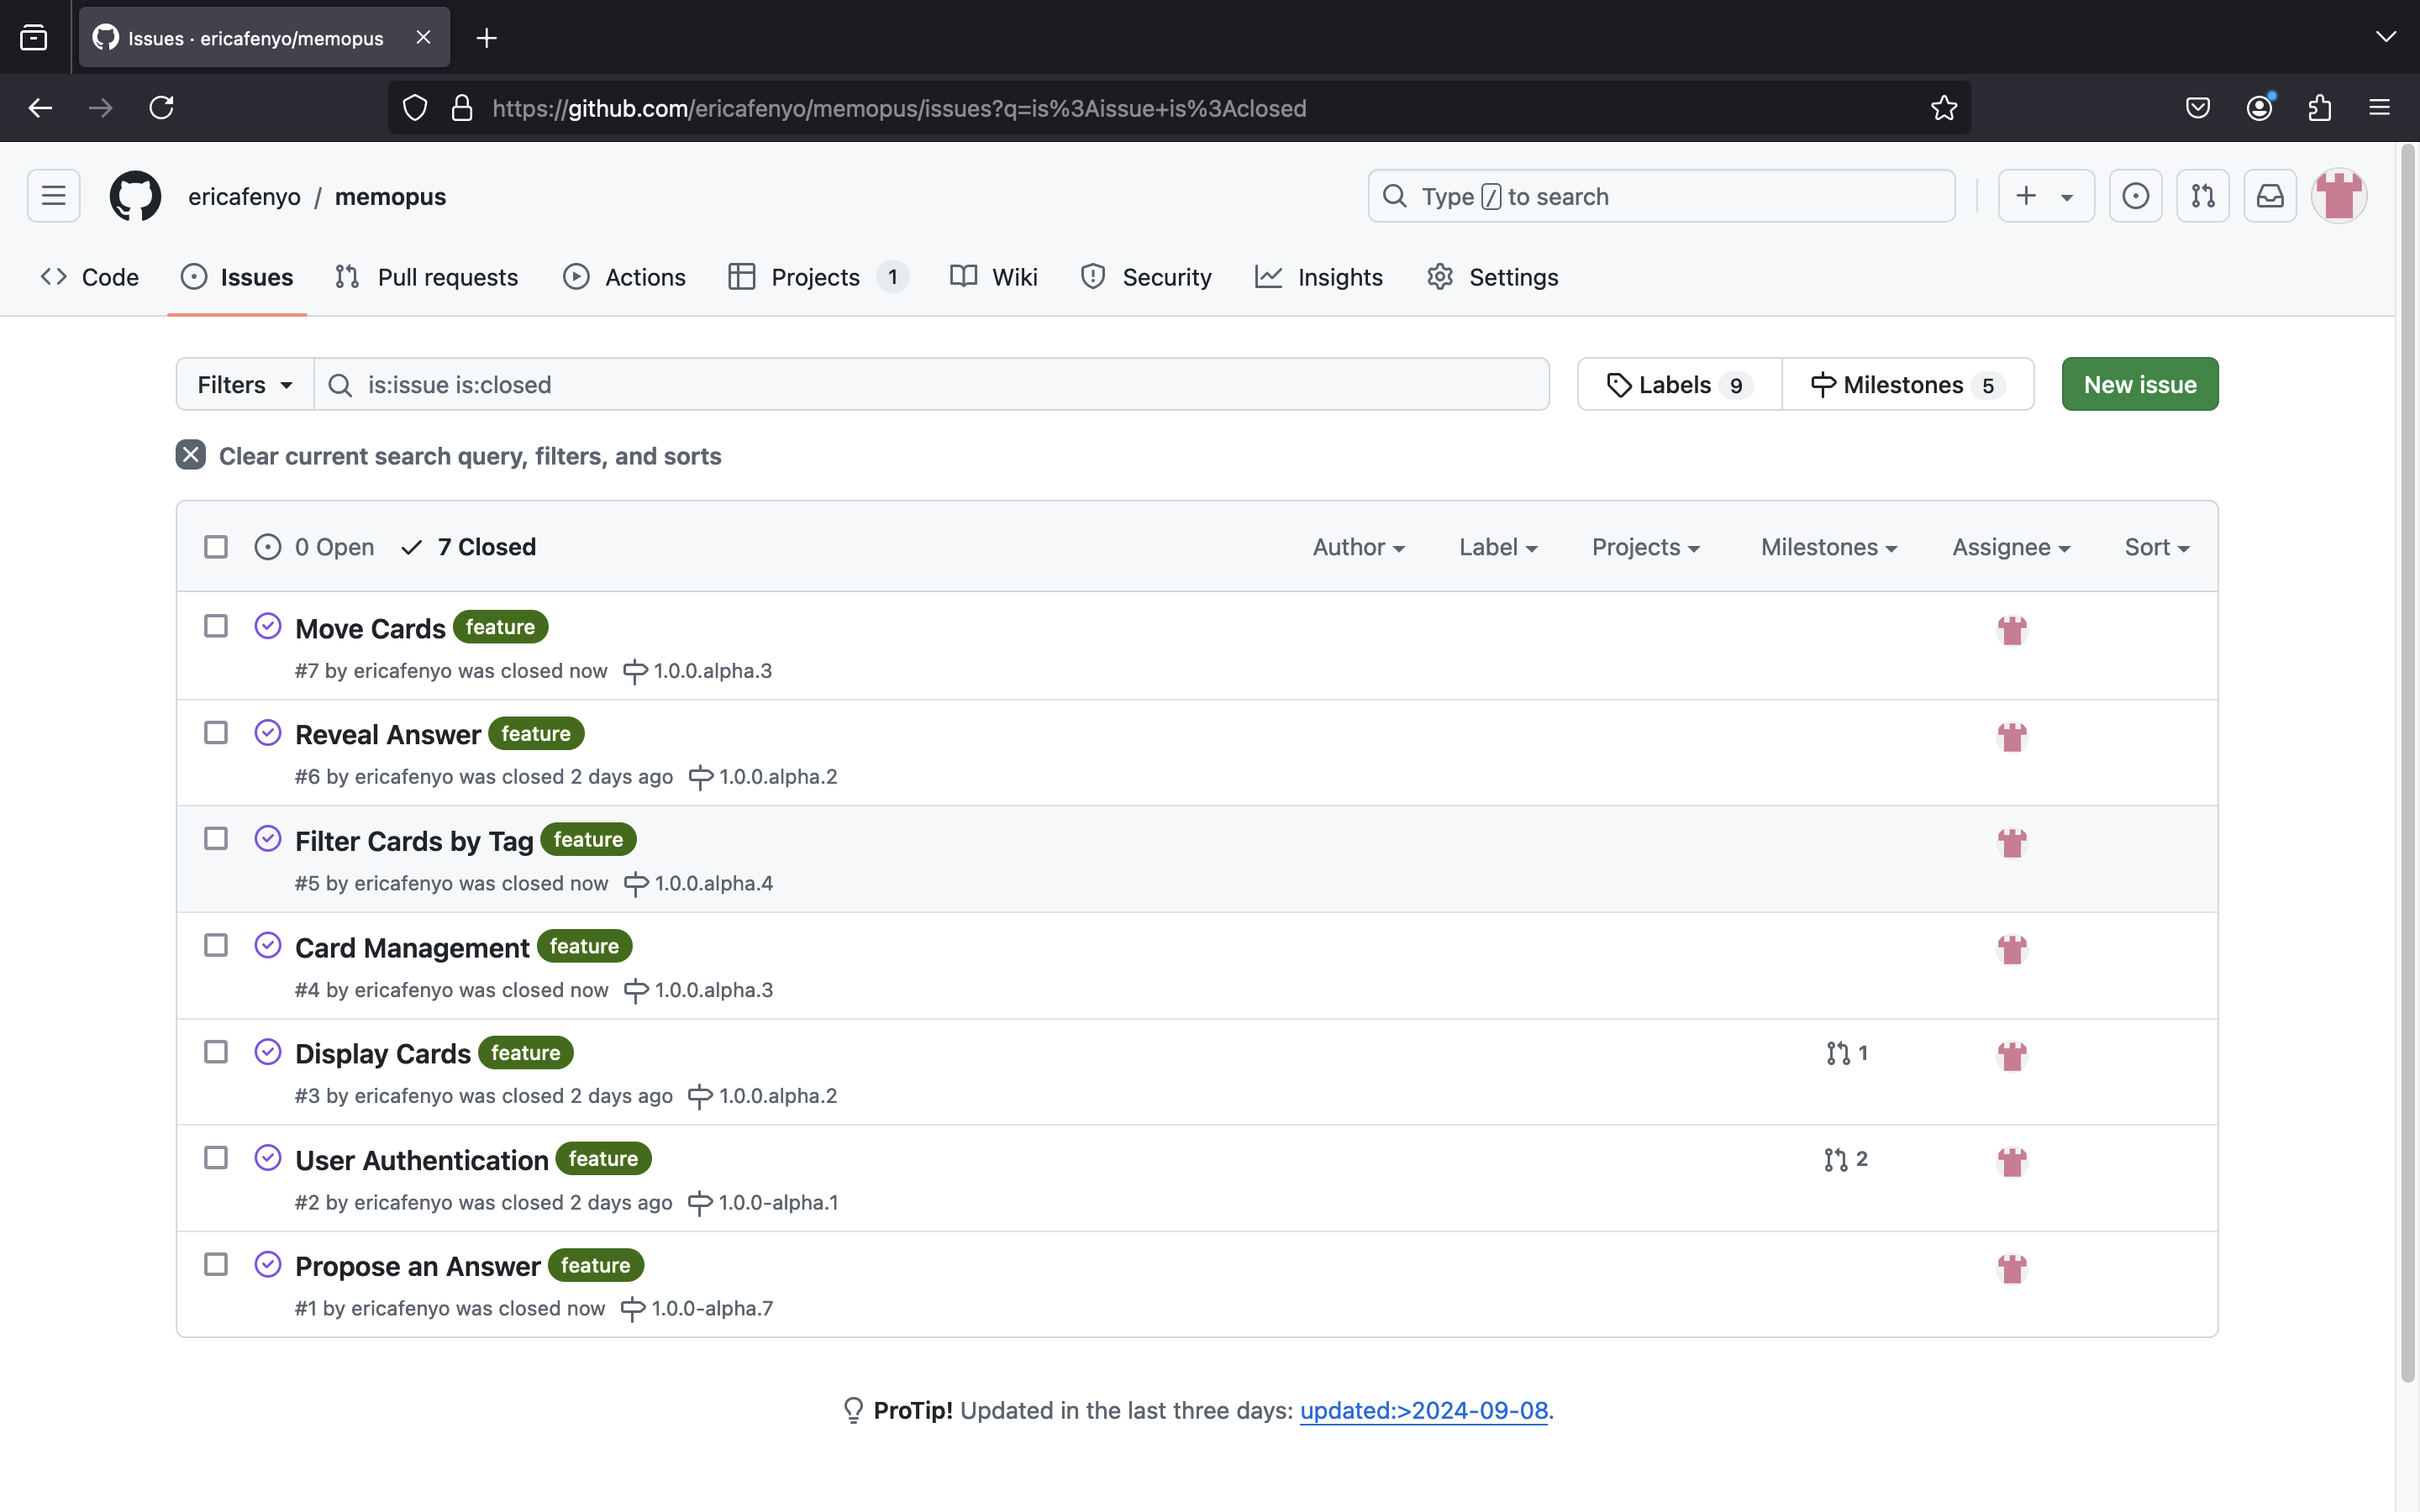 Issues · ericafenyo/memopus
https://github.com/ericafenyo/memopus/issues?q=is%3Aissue+is%3Aclosed
ericafenyo / memopus
Type / to search
Code Issues Pull requests Actions Projects 1 Wiki Security Insights Settings
Filters is:issue is:closed Labels 9 Milestones 5 New issue
Clear current search query, filters, and sorts
0 Open 7 Closed Author Label Projects Milestones Assignee Sort
Move Cards feature
#7 by ericafenyo was closed now 1.0.0.alpha.3
Reveal Answer feature
#6 by ericafenyo was closed 2 days ago 1.0.0.alpha.2
Filter Cards by Tag feature
#5 by ericafenyo was closed now 1.0.0.alpha.4
Card Management feature
#4 by ericafenyo was closed now 1.0.0.alpha.3
Display Cards feature 1
#3 by ericafenyo was closed 2 days ago 1.0.0.alpha.2
User Authentication feature 2
#2 by ericafenyo was closed 2 days ago 1.0.0-alpha.1
Propose an Answer feature
#1 by ericafenyo was closed now 1.0.0-alpha.7
ProTip! Updated in the last three days: updated:>2024-09-08.